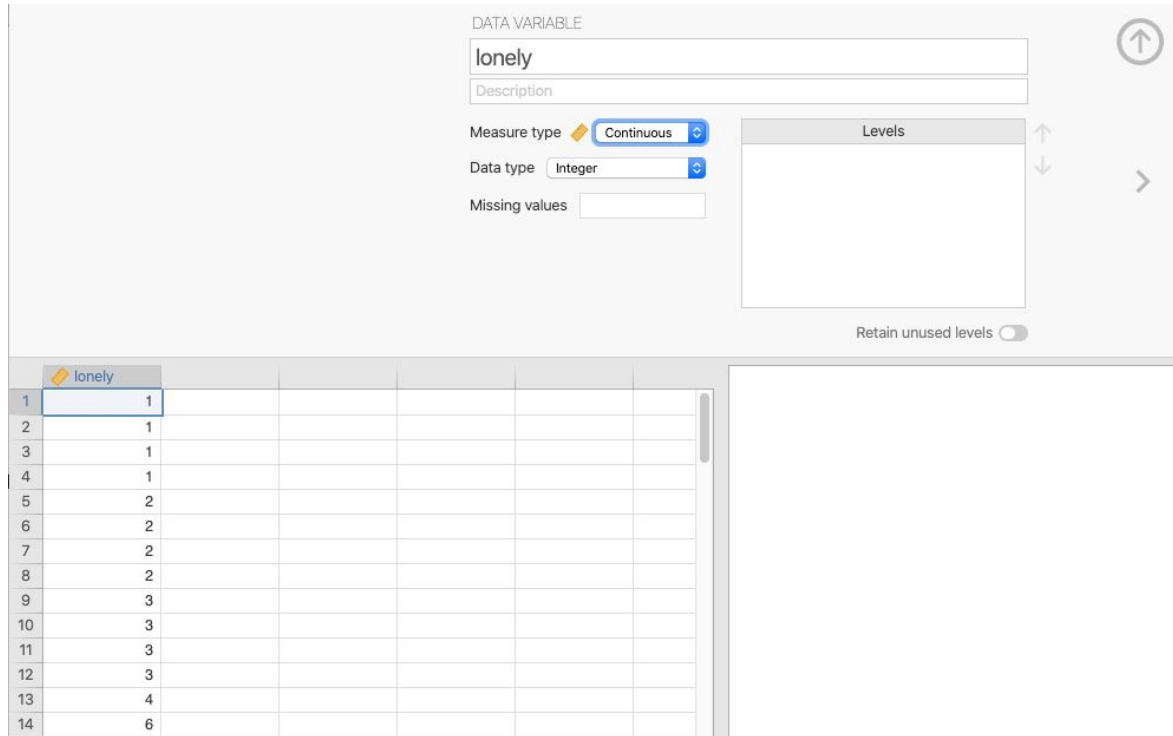 DATA VARIABLE
lonely
Description
Measure type Continuous
Levels
Data type Integer
Missing values
Retain unused levels
lonely
1 1
2 1
3 1
4 1
5 2
6 2
7 2
8 2
9 3
10 3
11 3
12 3
13 4
14 6